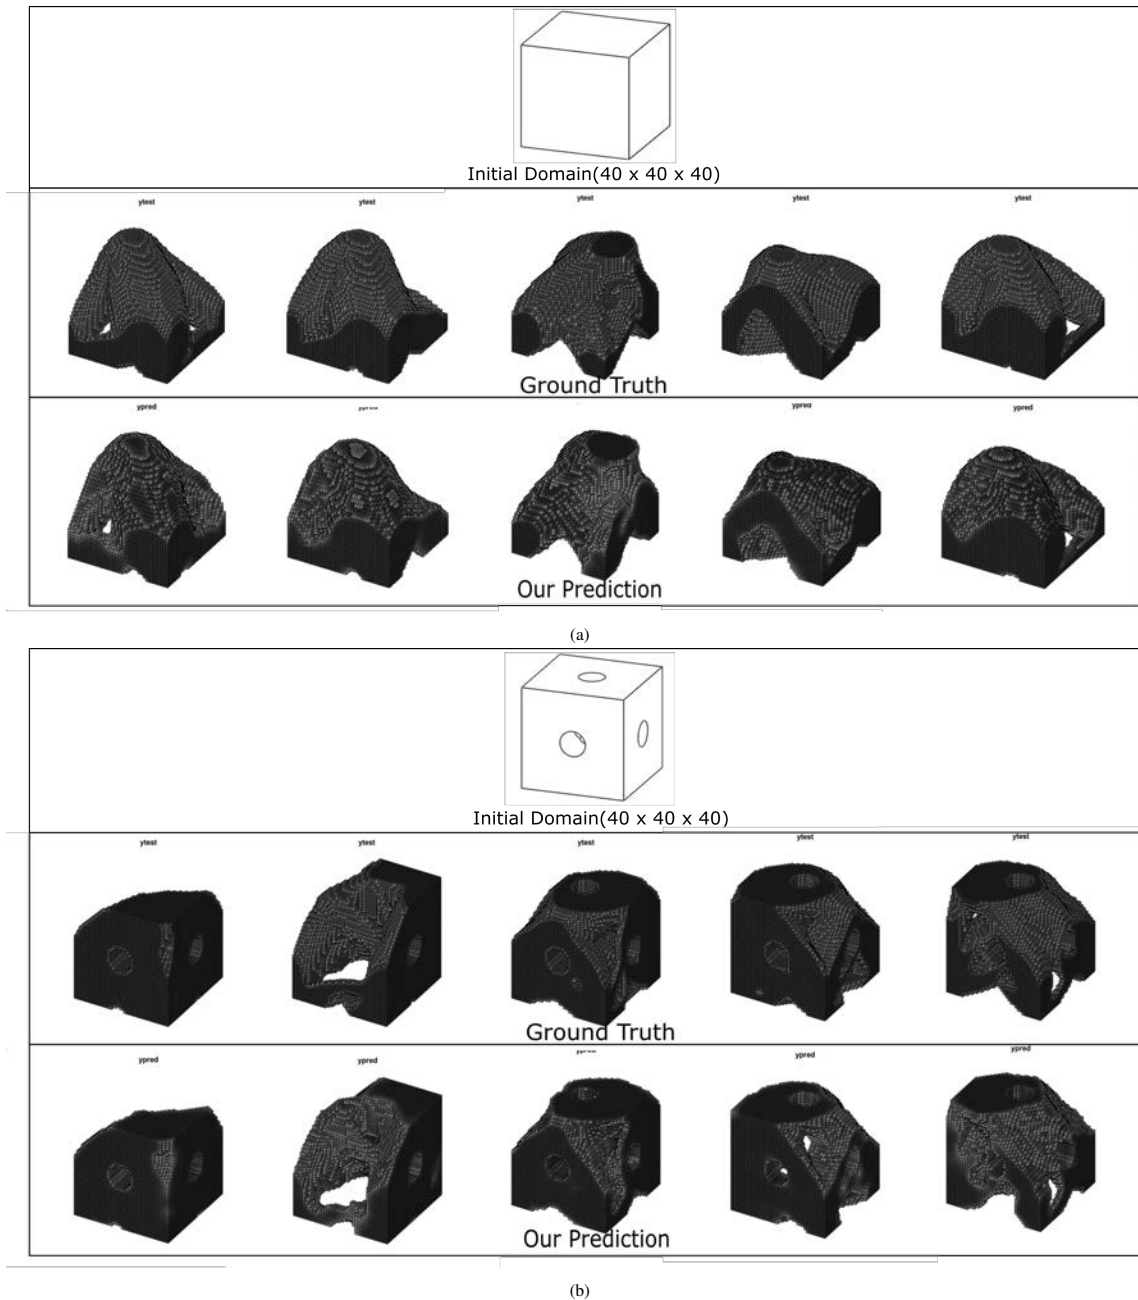 Initial Domain(40 x 40 x 40)
ytest ytest ytest ytest ytest
Ground Truth
ypred ypred ypred
Our Prediction
(a)
Initial Domain(40 x 40 x 40)
ytest ytest ytest ytest ytest
Ground Truth
ypred ypred ypred ypred
Our Prediction
(b)